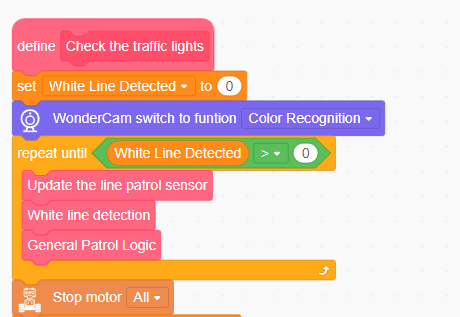 define Check the traffic lights
set White Line Detected to 0
WonderCam switch to funtion Color Recognition
repeat until White Line Detected > 0
Update the line patrol sensor
White line detection
General Patrol Logic
Stop motor All